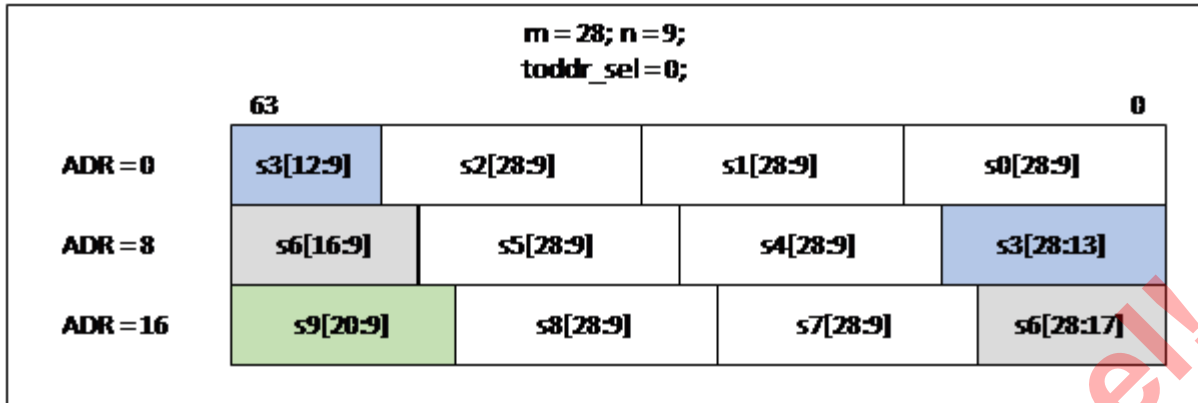 m = 28; n = 9;
toddr_sel = 0;
63 0
ADR = 0 s3[12:9] s2[28:9] s1[28:9] s0[28:9]
ADR = 8 s6[16:9] s5[28:9] s4[28:9] s3[28:13]
ADR = 16 s9[20:9] s8[28:9] s7[28:9] s6[28:17]
el!